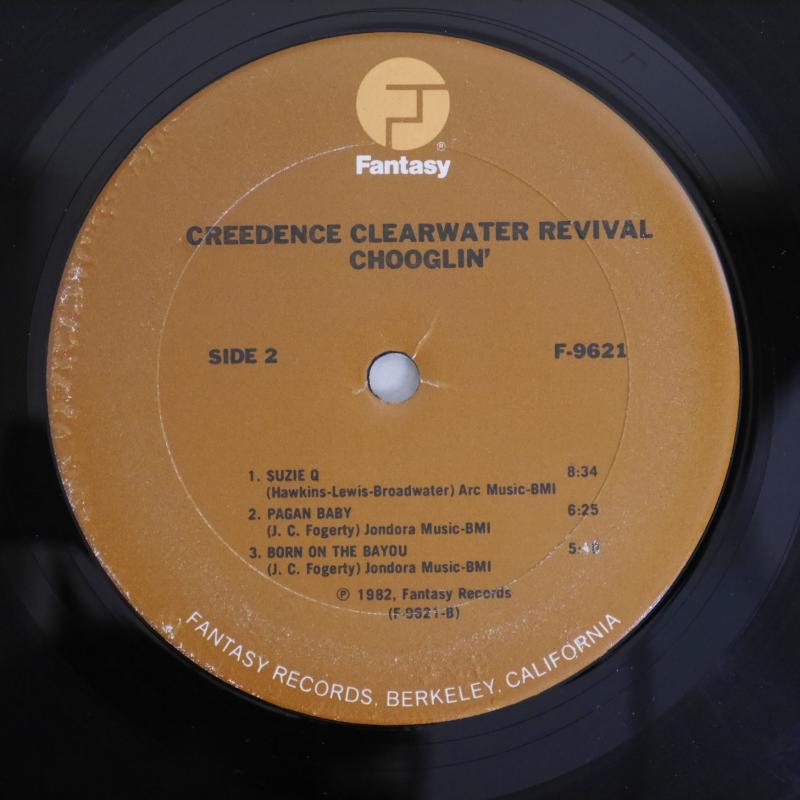 Fantasy®
CREEDENCE CLEARWATER REVIVAL
CHOOGLIN'
SIDE 2 F-9621
1. SUZIE Q 8:34
(Hawkins-Lewis-Broadwater) Arc Music-BMI
2. PAGAN BABY 6:25
(J. C. Fogerty) Jondora Music-BMI
3. BORN ON THE BAYOU
(J. C. Fogerty) Jondora Music-BMI
℗ 1982, Fantasy Records
(F-9621-B)
FANTASY RECORDS, BERKELEY, CALIFORNIA